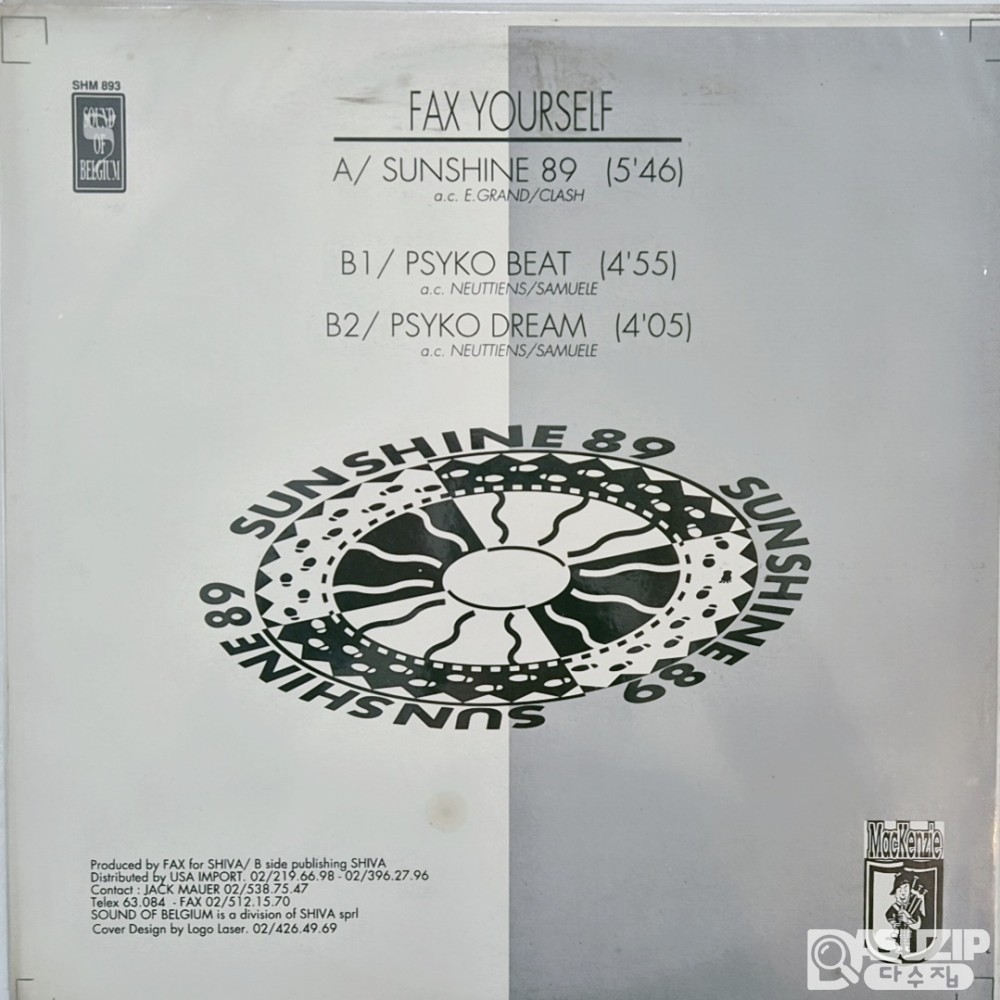 SHM 893
SOUND
OF
BELGIUM
FAX YOURSELF
A/ SUNSHINE 89 (5'46)
a.c. E.GRAND/CLASH
B1/ PSYKO BEAT (4'55)
a.c. NEUTTIENS/SAMUELE
B2/ PSYKO DREAM (4'05)
a.c. NEUTTIENS/SAMUELE
SUNSHINE 89
SUNSHINE 89
SUNSHINE 89
SUNSHINE 89
Produced by FAX for SHIVA/ B side publishing SHIVA
Distributed by USA IMPORT. 02/219.66.98 - 02/396.27.96
Contact : JACK MAUER 02/538.75.47
Telex 63.084 - FAX 02/512.15.70
SOUND OF BELGIUM is a division of SHIVA sprl
Cover Design by Logo Laser. 02/426.49.69
MacKenzie
DASUZIP
다수집